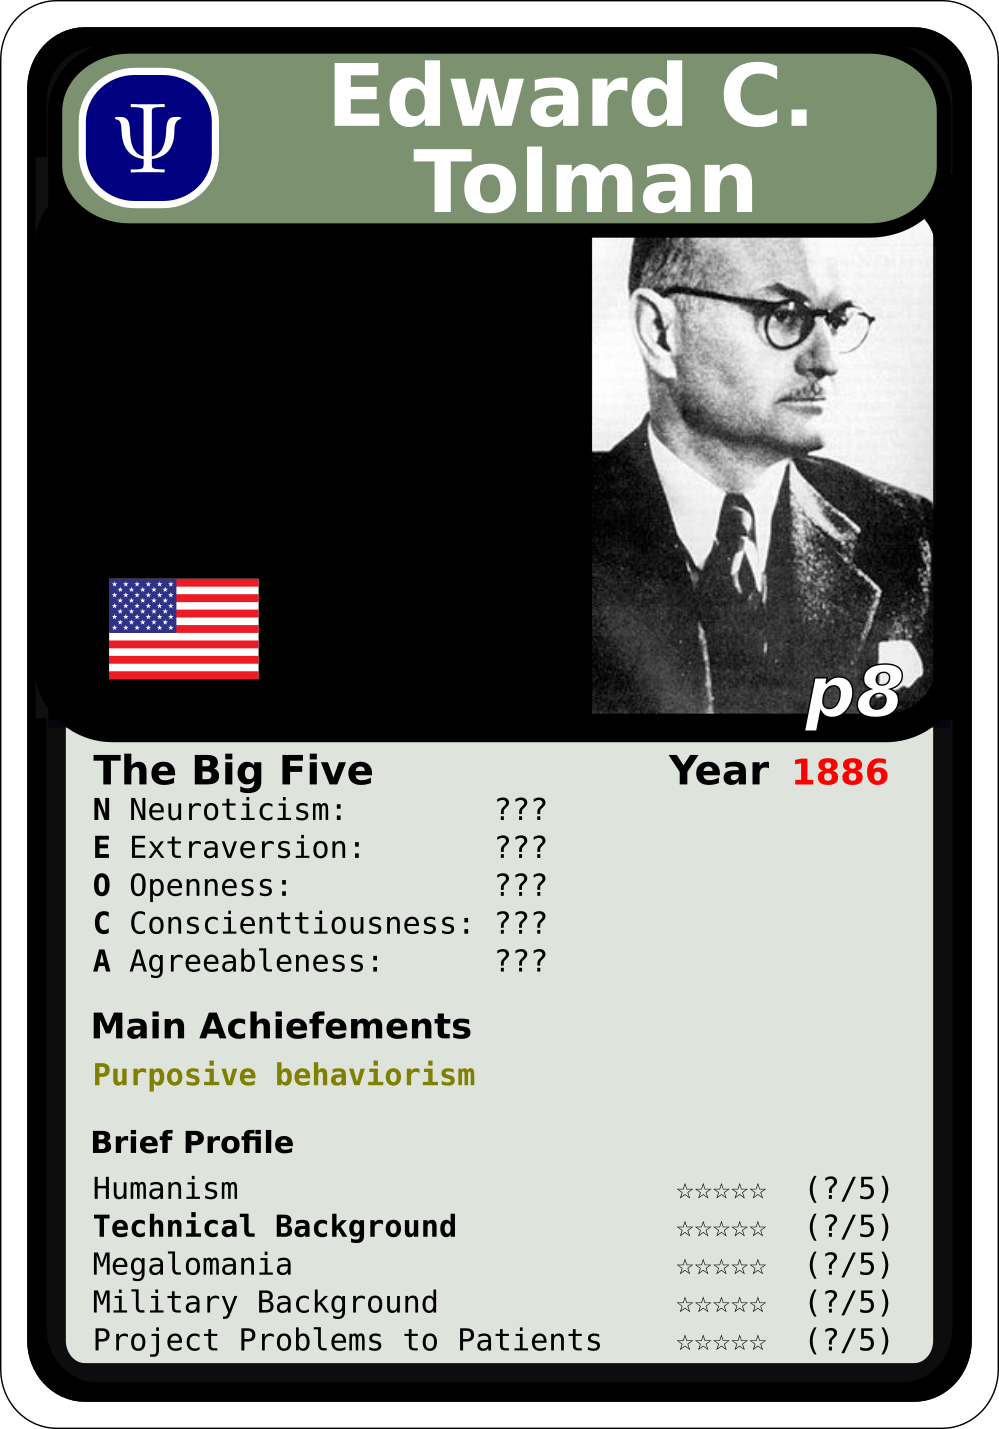 Ψ
Edward C.
Tolman
p8
The Big Five Year 1886
N Neuroticism: ???
E Extraversion: ???
O Openness: ???
C Conscienttiousness: ???
A Agreeableness: ???
Main Achiefements
Purposive behaviorism
Brief Profile
Humanism ☆☆☆☆☆ (?/5)
Technical Background ☆☆☆☆☆ (?/5)
Megalomania ☆☆☆☆☆ (?/5)
Military Background ☆☆☆☆☆ (?/5)
Project Problems to Patients ☆☆☆☆☆ (?/5)